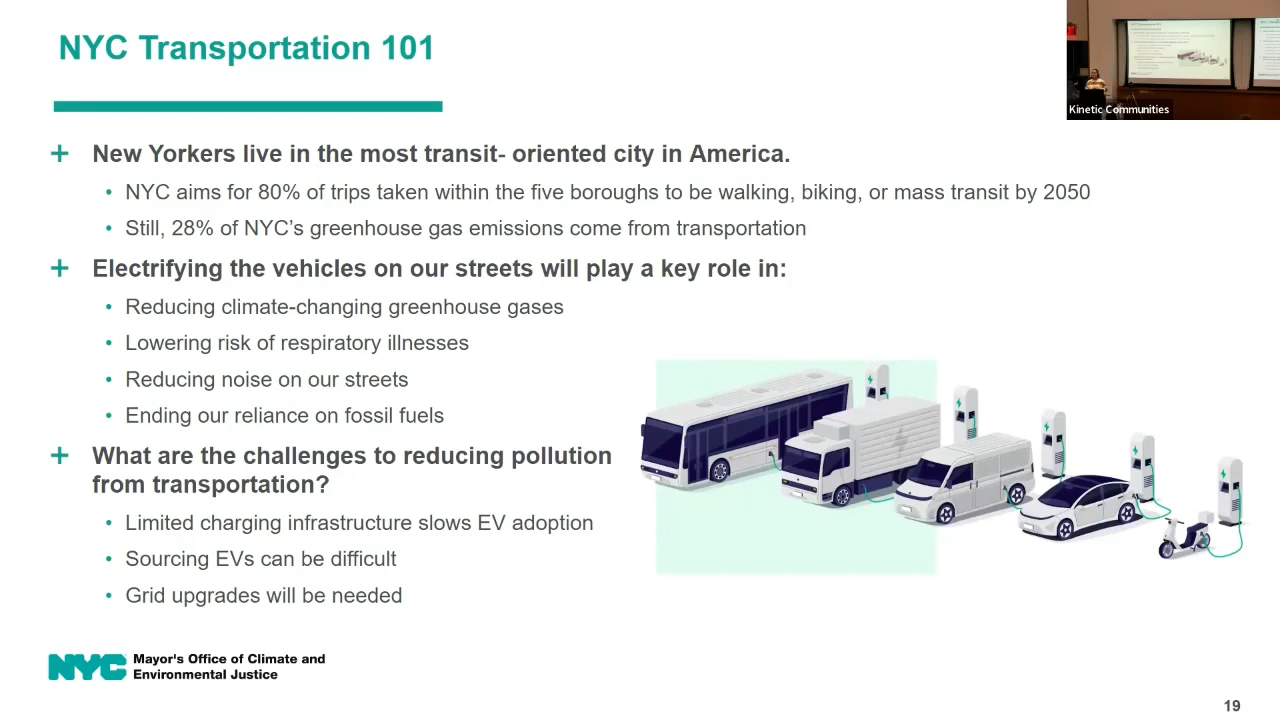 NYC Transportation 101
Kinetic Communities
+ New Yorkers live in the most transit- oriented city in America.
• NYC aims for 80% of trips taken within the five boroughs to be walking, biking, or mass transit by 2050
• Still, 28% of NYC’s greenhouse gas emissions come from transportation
+ Electrifying the vehicles on our streets will play a key role in:
• Reducing climate-changing greenhouse gases
• Lowering risk of respiratory illnesses
• Reducing noise on our streets
• Ending our reliance on fossil fuels
+ What are the challenges to reducing pollution
from transportation?
• Limited charging infrastructure slows EV adoption
• Sourcing EVs can be difficult
• Grid upgrades will be needed
NYC Mayor's Office of Climate and
Environmental Justice
19